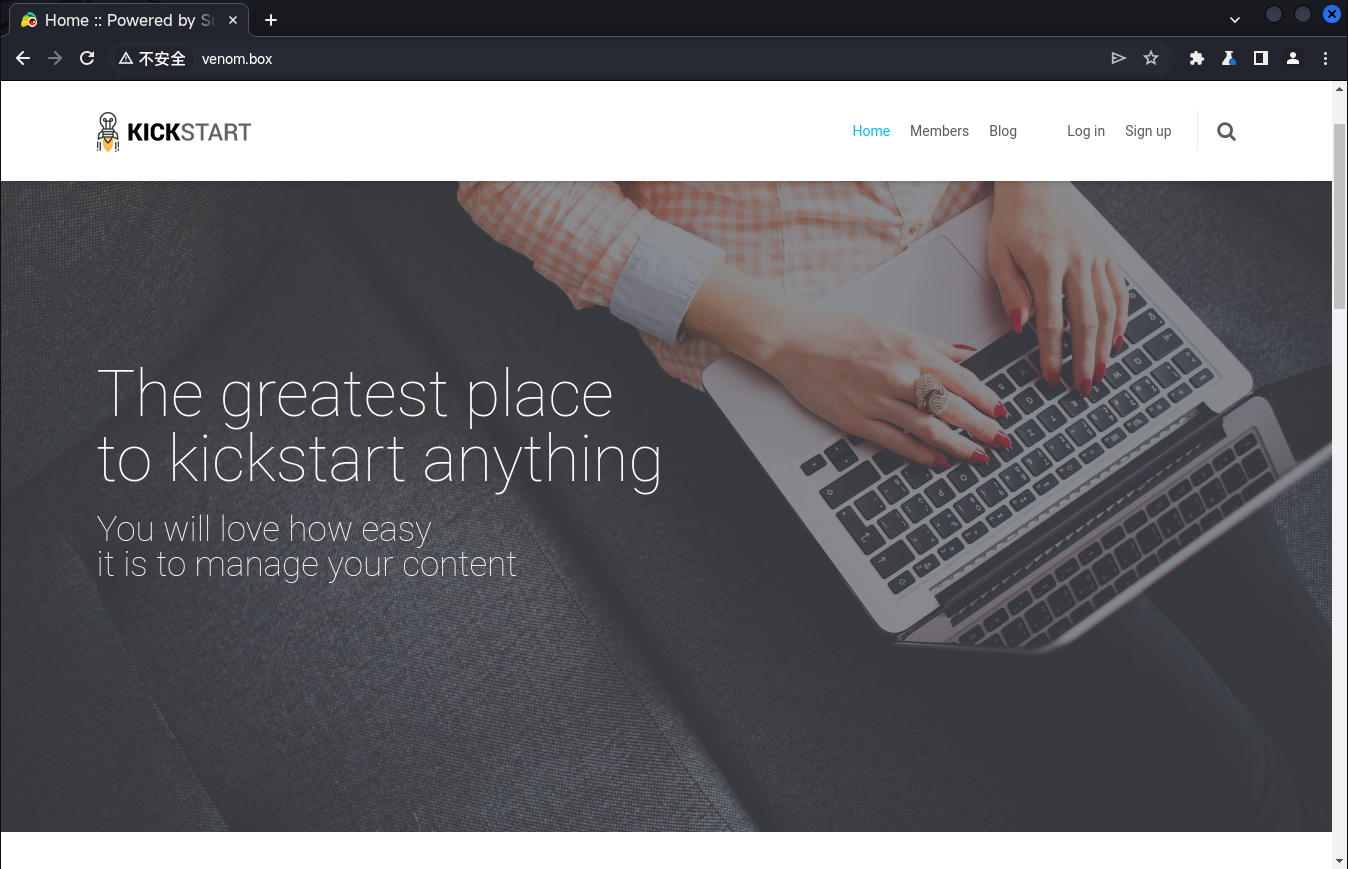 Home :: Powered by Su
不安全 venom.box
KICKSTART
Home Members Blog Log in Sign up
The greatest place
to kickstart anything
You will love how easy
it is to manage your content